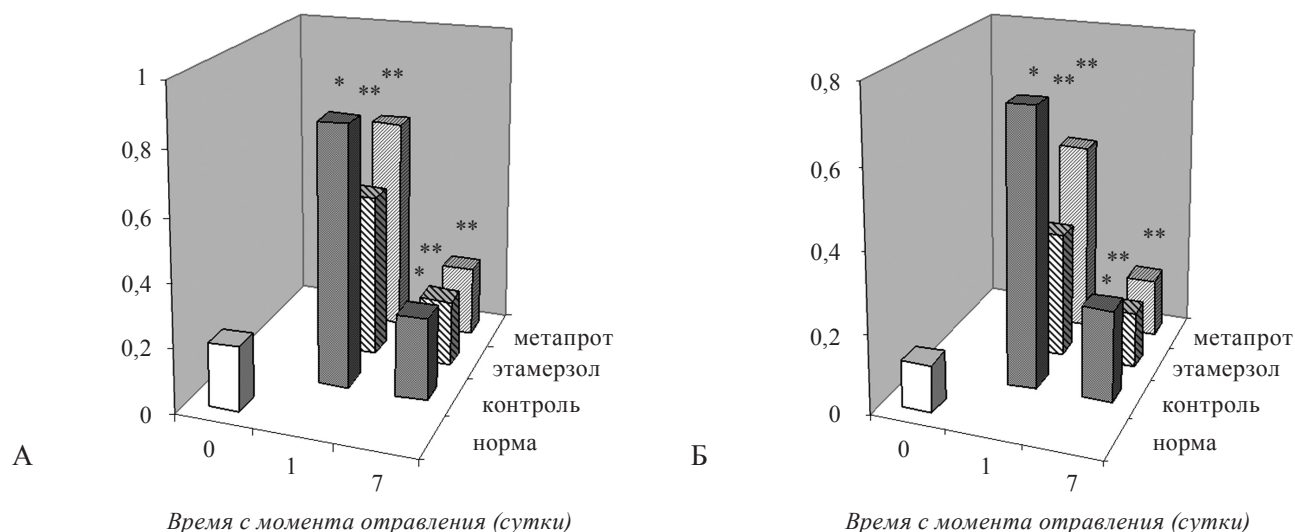 1
0,8
0,6
0,4
0,2
0
*
**
**
*
**
**
метапрот
этамерзол
контроль
норма
0
1
7
А
Время с момента отравления (сутки)
0,8
0,6
0,4
0,2
0
*
**
**
*
**
**
метапрот
этамерзол
контроль
норма
0
1
7
Б
Время с момента отравления (сутки)